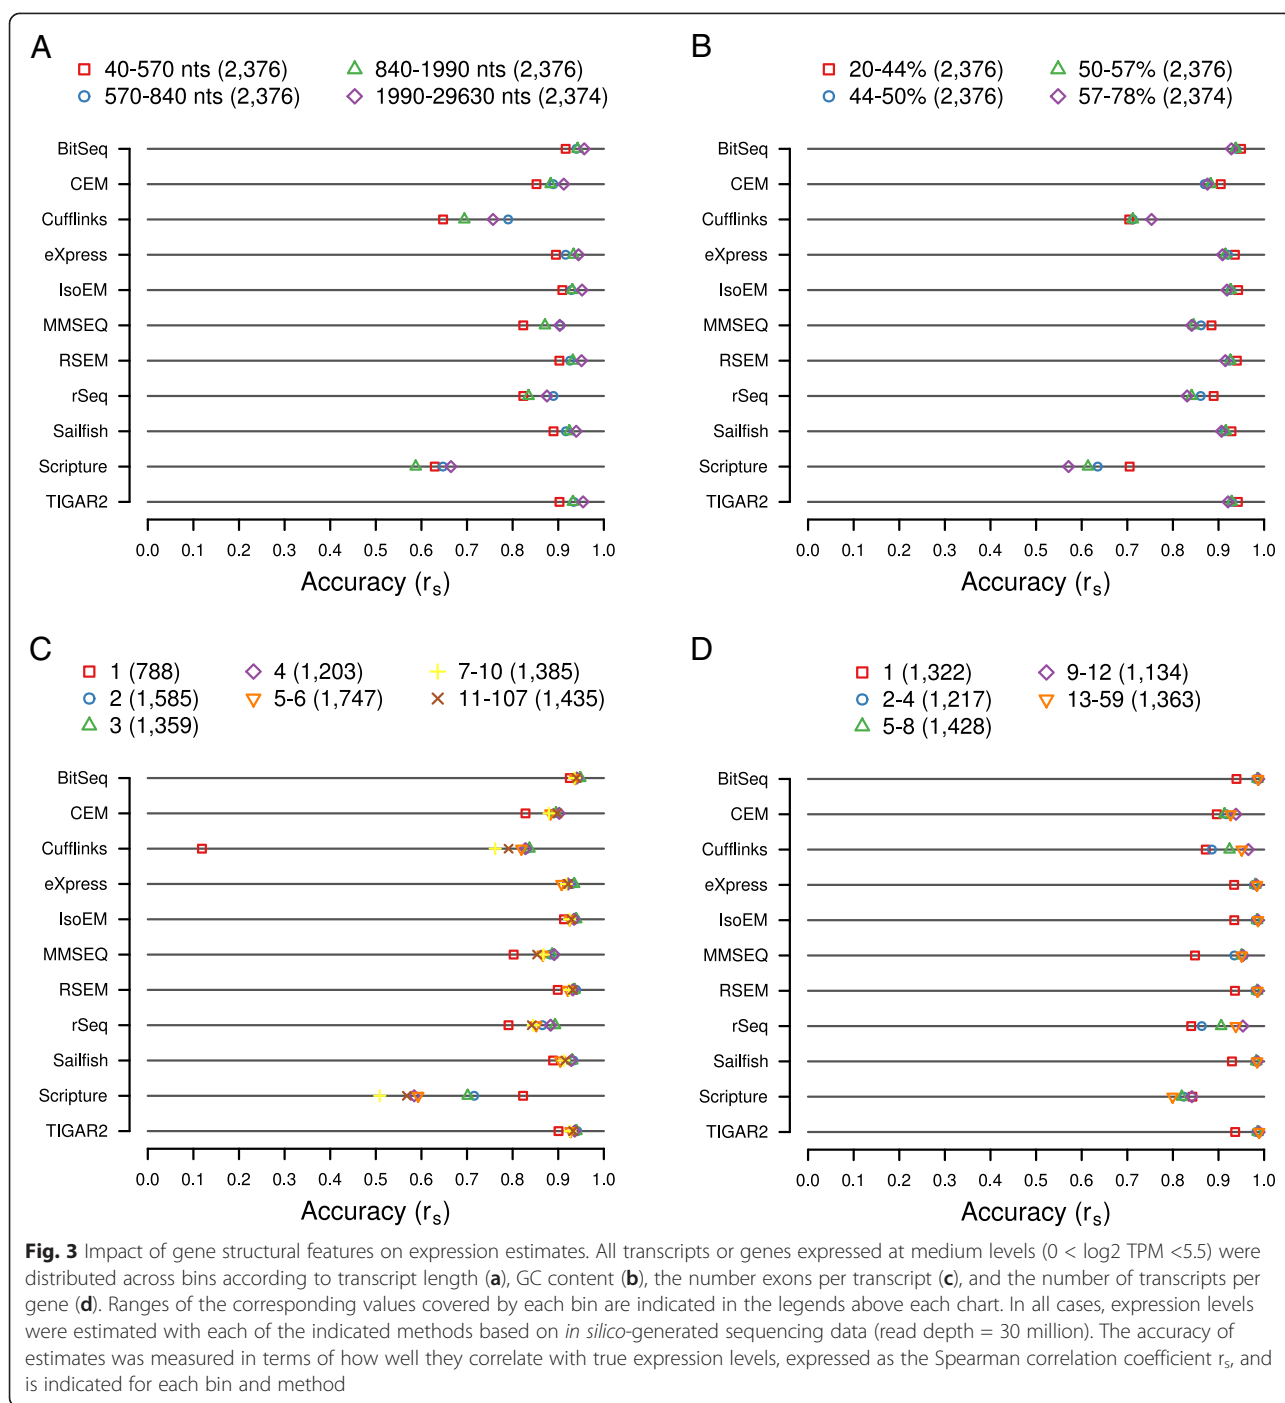 A
40-570 nts (2,376)
840-1990 nts (2,376)
570-840 nts (2,376)
1990-29630 nts (2,374)
BitSeq
CEM
Cufflinks
eXpress
IsoEM
MMSEQ
RSEM
rSeq
Sailfish
Scripture
TIGAR2
0.0 0.1 0.2 0.3 0.4 0.5 0.6 0.7 0.8 0.9 1.0
Accuracy (rs)
B
20-44% (2,376)
50-57% (2,376)
44-50% (2,376)
57-78% (2,374)
BitSeq
CEM
Cufflinks
eXpress
IsoEM
MMSEQ
RSEM
rSeq
Sailfish
Scripture
TIGAR2
0.0 0.1 0.2 0.3 0.4 0.5 0.6 0.7 0.8 0.9 1.0
Accuracy (rs)
C
1 (788)
4 (1,203)
7-10 (1,385)
2 (1,585)
5-6 (1,747)
11-107 (1,435)
3 (1,359)
BitSeq
CEM
Cufflinks
eXpress
IsoEM
MMSEQ
RSEM
rSeq
Sailfish
Scripture
TIGAR2
0.0 0.1 0.2 0.3 0.4 0.5 0.6 0.7 0.8 0.9 1.0
Accuracy (rs)
D
1 (1,322)
9-12 (1,134)
2-4 (1,217)
13-59 (1,363)
5-8 (1,428)
BitSeq
CEM
Cufflinks
eXpress
IsoEM
MMSEQ
RSEM
rSeq
Sailfish
Scripture
TIGAR2
0.0 0.1 0.2 0.3 0.4 0.5 0.6 0.7 0.8 0.9 1.0
Accuracy (rs)
Fig. 3 Impact of gene structural features on expression estimates. All transcripts or genes expressed at medium levels (0 < log2 TPM <5.5) were
distributed across bins according to transcript length (a), GC content (b), the number exons per transcript (c), and the number of transcripts per
gene (d). Ranges of the corresponding values covered by each bin are indicated in the legends above each chart. In all cases, expression levels
were estimated with each of the indicated methods based on in silico-generated sequencing data (read depth = 30 million). The accuracy of
estimates was measured in terms of how well they correlate with true expression levels, expressed as the Spearman correlation coefficient rs, and
is indicated for each bin and method